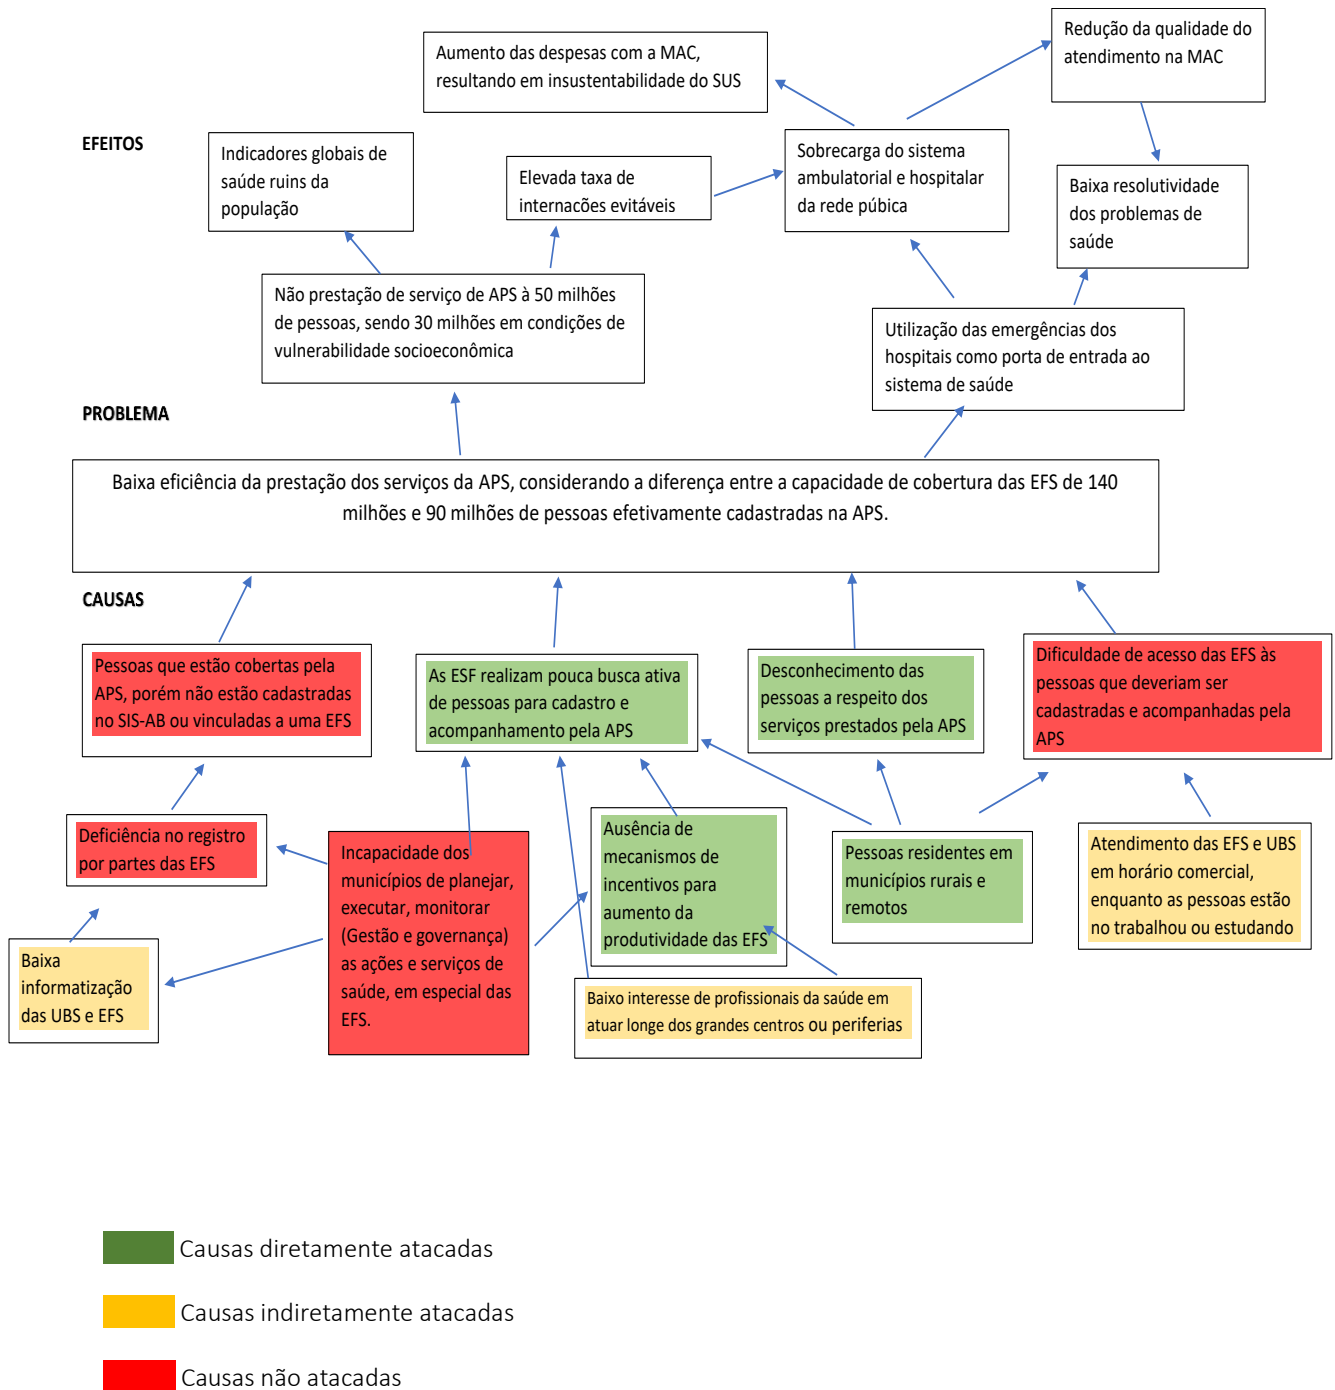 Redução da qualidade do
atendimento na MAC
Aumento das despesas com a MAC,
resultando em insustentabilidade do SUS
EFEITOS
Indicadores globais de
saúde ruins da
população
Elevada taxa de
internacões evitáveis
Sobrecarga do sistema
ambulatorial e hospitalar
da rede púbica
Baixa resolutividade
dos problemas de
saúde
Não prestação de serviço de APS à 50 milhões
de pessoas, sendo 30 milhões em condições de
vulnerabilidade socioeconômica
Utilização das emergências dos
hospitais como porta de entrada ao
sistema de saúde
PROBLEMA
Baixa eficiência da prestação dos serviços da APS, considerando a diferença entre a capacidade de cobertura das EFS de 140
milhões e 90 milhões de pessoas efetivamente cadastradas na APS.
CAUSAS
Pessoas que estão cobertas pela
APS, porém não estão cadastradas
no SIS-AB ou vinculadas a uma EFS
As ESF realizam pouca busca ativa
de pessoas para cadastro e
acompanhamento pela APS
Desconhecimento das
pessoas a respeito dos
serviços prestados pela APS
Dificuldade de acesso das EFS às
pessoas que deveriam ser
cadastradas e acompanhadas pela
APS
Deficiência no registro
por partes das EFS
Incapacidade dos
municípios de planejar,
executar, monitorar
(Gestão e governança)
as ações e serviços de
saúde, em especial das
EFS.
Ausência de
mecanismos de
incentivos para
aumento da
produtividade das EFS
Pessoas residentes em
municípios rurais e
remotos
Atendimento das EFS e UBS
em horário comercial,
enquanto as pessoas estão
no trabalhou ou estudando
Baixa
informatização
das UBS e EFS
Baixo interesse de profissionais da saúde em
atuar longe dos grandes centros ou periferias
Causas diretamente atacadas
Causas indiretamente atacadas
Causas não atacadas